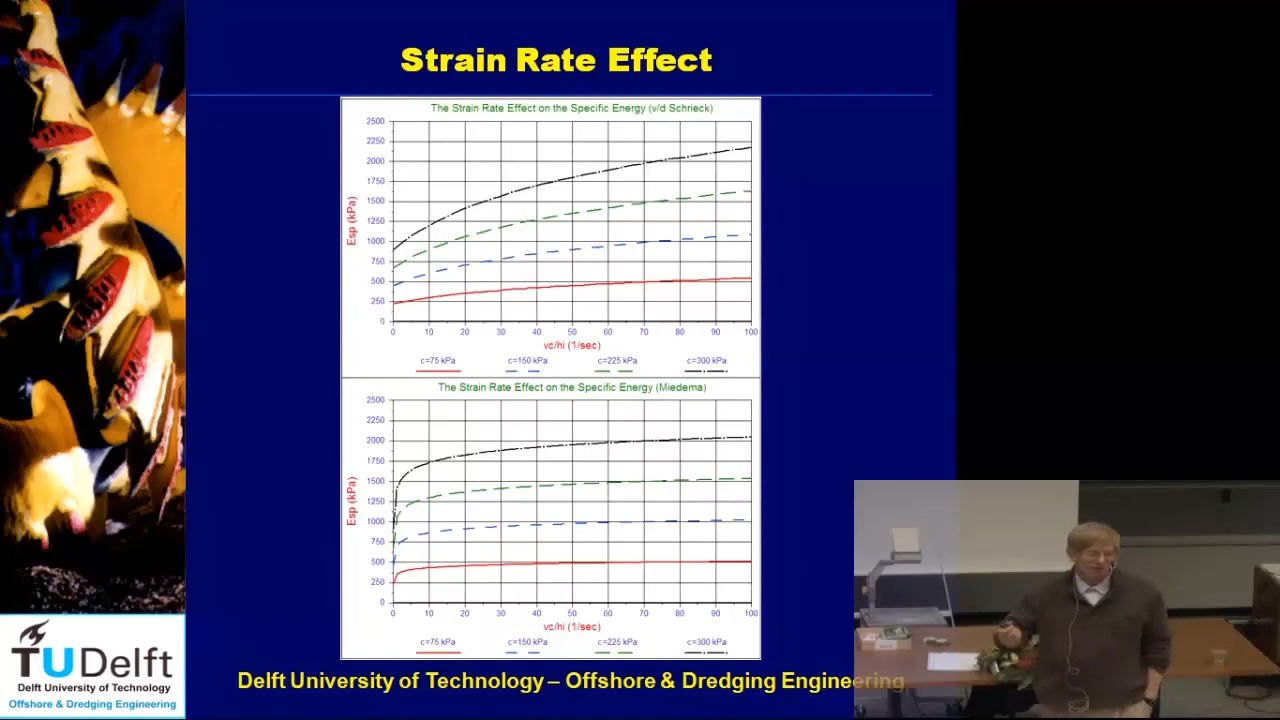 Strain Rate Effect
The Strain Rate Effect on the Specific Energy (v/d Schrieck)
2500
2250
2000
1750
1500
1250
1000
750
500
250
0
Esp (kPa)
0 10 20 30 40 50 60 70 80 90 100
vc/hi (1/sec)
c=75 kPa c=150 kPa c=225 kPa c=300 kPa
The Strain Rate Effect on the Specific Energy (Miedema)
2500
2250
2000
1750
1500
1250
1000
750
500
250
0
Esp (kPa)
0 10 20 30 40 50 60 70 80 90 100
vc/hi (1/sec)
c=75 kPa c=150 kPa c=225 kPa c=300 kPa
TU Delft
Delft University of Technology
Offshore & Dredging Engineering
Delft University of Technology – Offshore & Dredging Engineering